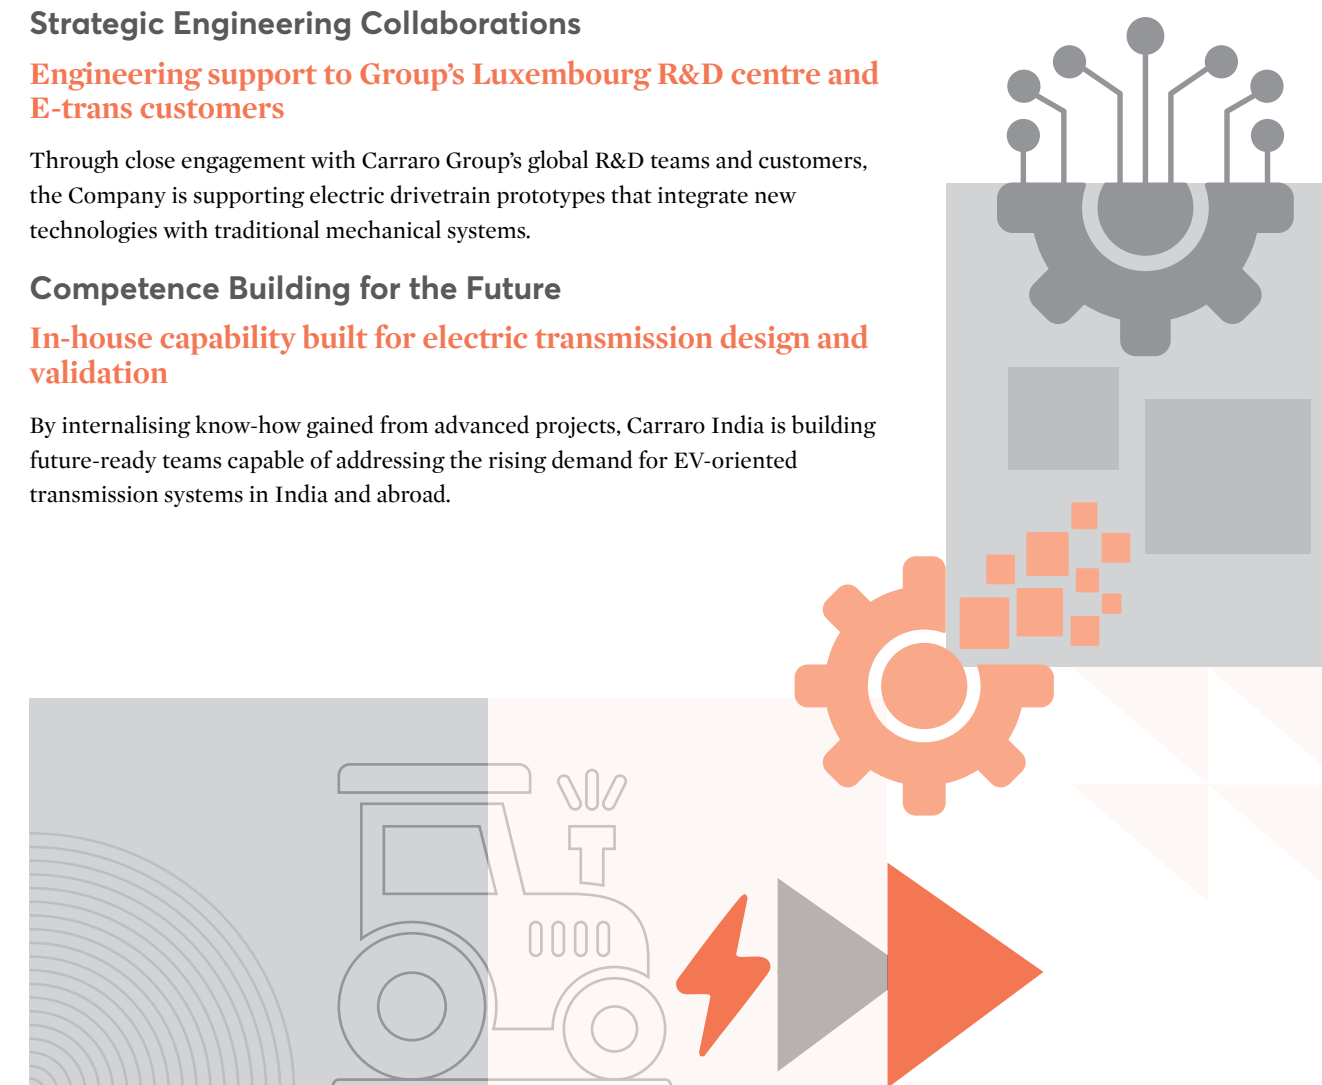 Strategic Engineering Collaborations
Engineering support to Group’s Luxembourg R&D centre and
E-trans customers
Through close engagement with Carraro Group’s global R&D teams and customers,
the Company is supporting electric drivetrain prototypes that integrate new
technologies with traditional mechanical systems.
Competence Building for the Future
In-house capability built for electric transmission design and
validation
By internalising know-how gained from advanced projects, Carraro India is building
future-ready teams capable of addressing the rising demand for EV-oriented
transmission systems in India and abroad.